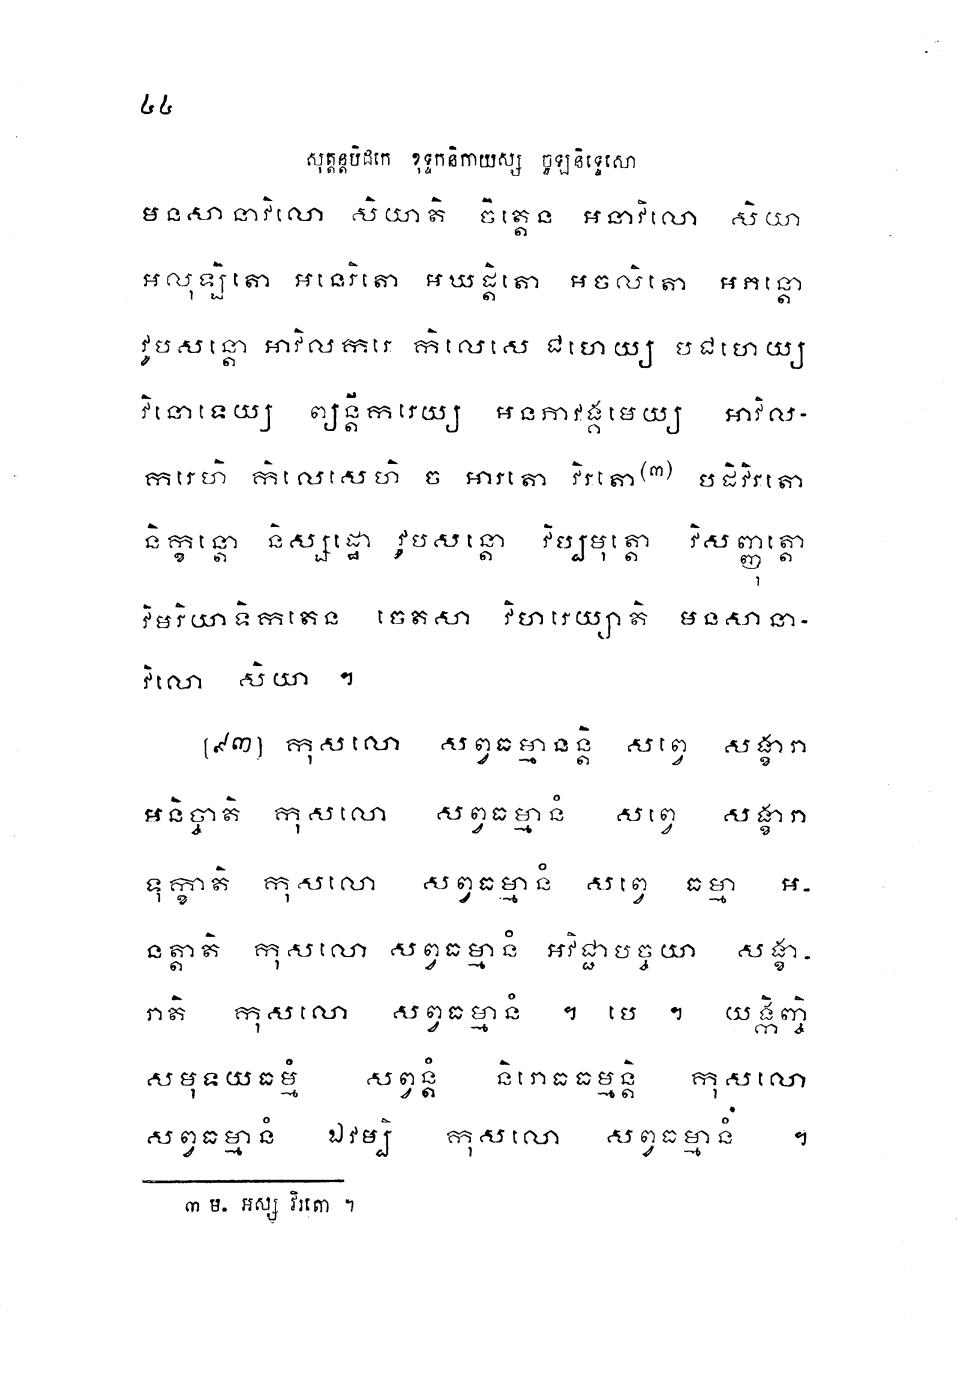 ៤៤
សុត្តន្តបិដកេ ខុទ្ទកនិកាយស្ស ចូឡនិទ្ទេសោ
មនសានាវិលោ សិយាតិ ចិត្តេន អនាវិលោ សិយា
អលុឡិតោ អនេរិតោ អឃដ្តិតោ អចលិតោ អភន្តោ
វូបសន្តោ អាវិលករេ កិលេសេ ជហេយ្យ បជហេយ្យ
វិនោទេយ្យ ព្យន្តីករេយ្យ អនភាវង្គមេយ្យ អាវិល-
ករេហិ កិលេសេហិ ច អារតោ វិរតោ(៣) បដិវិរតោ
និក្ខន្តោ និស្សដ្ឋោ វូបសន្តោ វិប្បមុត្តោ វិសញ្ញុត្តោ
វិមរិយាទិកតេន ចេតសា វិហរេយ្យាតិ មនសានា-
វិលោ សិយា ។
(៩៣) កុសលោ សព្វធម្មានន្តិ សព្វេ សង្ខារា
អនិច្ចាតិ កុសលោ សព្វធម្មានំ សព្វេ សង្ខារា
ទុក្ខាតិ កុសលោ សព្វធម្មានំ សព្វេ ធម្មា អ-
នត្តាតិ កុសលោ សព្វធម្មានំ អវិជ្ជាបច្ចយា សង្ខា-
រាតិ កុសលោ សព្វធម្មានំ ។ បេ ។ យង្កិញ្ចិ
សមុទយធម្មំ សព្វន្តំ និរោធធម្មន្តិ កុសលោ
សព្វធម្មានំ ឯវម្បិ កុសលោ សព្វធម្មានំ ។
៣ ម. អស្ស វិរតោ ។